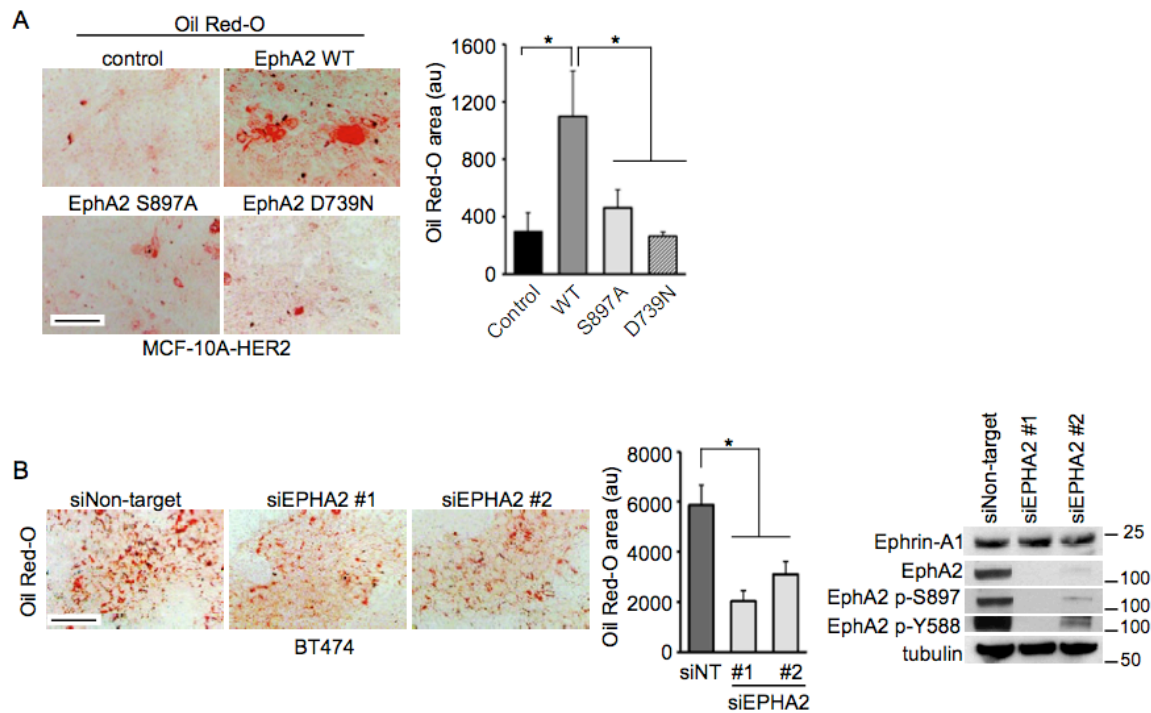 A
Oil Red-O
control EphA2 WT
EphA2 S897A EphA2 D739N
MCF-10A-HER2
Oil Red-O area (au)
1600
1200
800
400
0
* *
Control WT S897A D739N
B
siNon-target siEPHA2 #1 siEPHA2 #2
Oil Red-O
BT474
Oil Red-O area (au)
8000
6000
4000
2000
0
*
siNT #1 #2
siEPHA2
siNon-target siEPHA2 #1 siEPHA2 #2
Ephrin-A1 25
EphA2 100
EphA2 p-S897 100
EphA2 p-Y588 100
tubulin 50